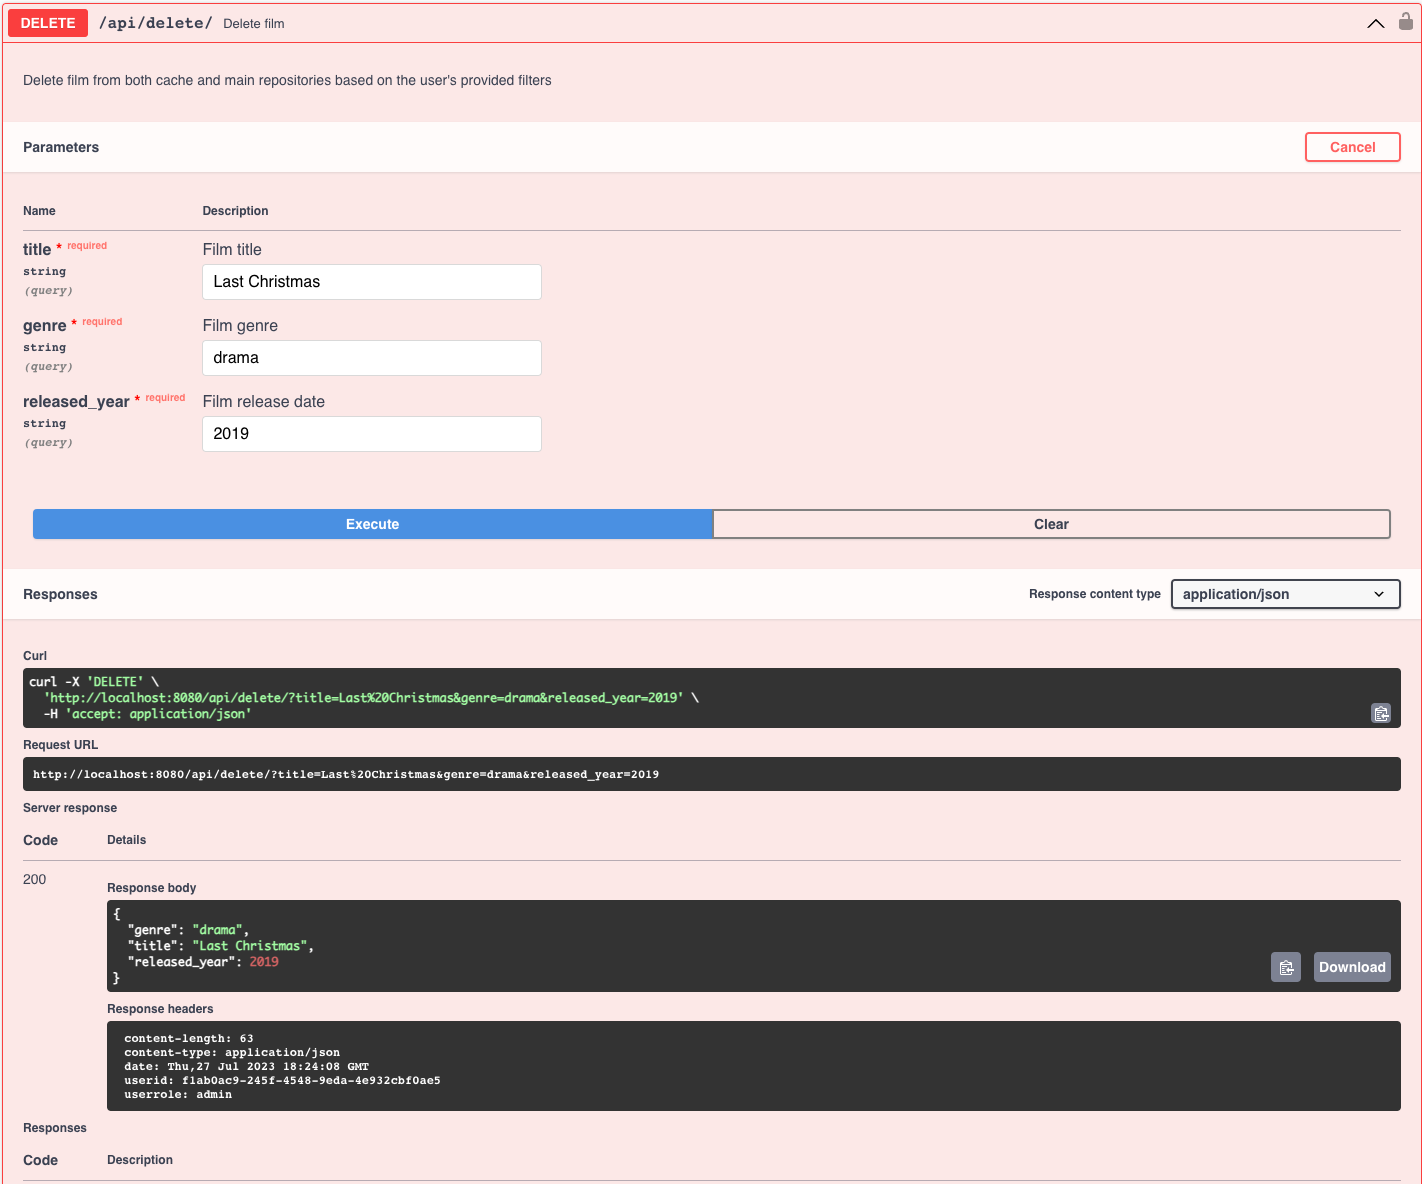 DELETE /api/delete/ Delete film
Delete film from both cache and main repositories based on the user's provided filters
Parameters
Cancel
Name Description
title * required Film title
string
(query)
Last Christmas
genre * required Film genre
string
(query)
drama
released_year * required Film release date
string
(query)
2019
Execute Clear
Responses Response content type application/json
Curl
curl -X 'DELETE' \
'http://localhost:8080/api/delete/?title=Last%20Christmas&genre=drama&released_year=2019' \
-H 'accept: application/json'
Request URL
http://localhost:8080/api/delete/?title=Last%20Christmas&genre=drama&released_year=2019
Server response
Code Details
200
Response body
{
"genre": "drama",
"title": "Last Christmas",
"released_year": 2019
}
Download
Response headers
content-length: 63
content-type: application/json
date: Thu,27 Jul 2023 18:24:08 GMT
userid: f1ab0ac9-245f-4548-9eda-4e932cbf0ae5
userrole: admin
Responses
Code Description